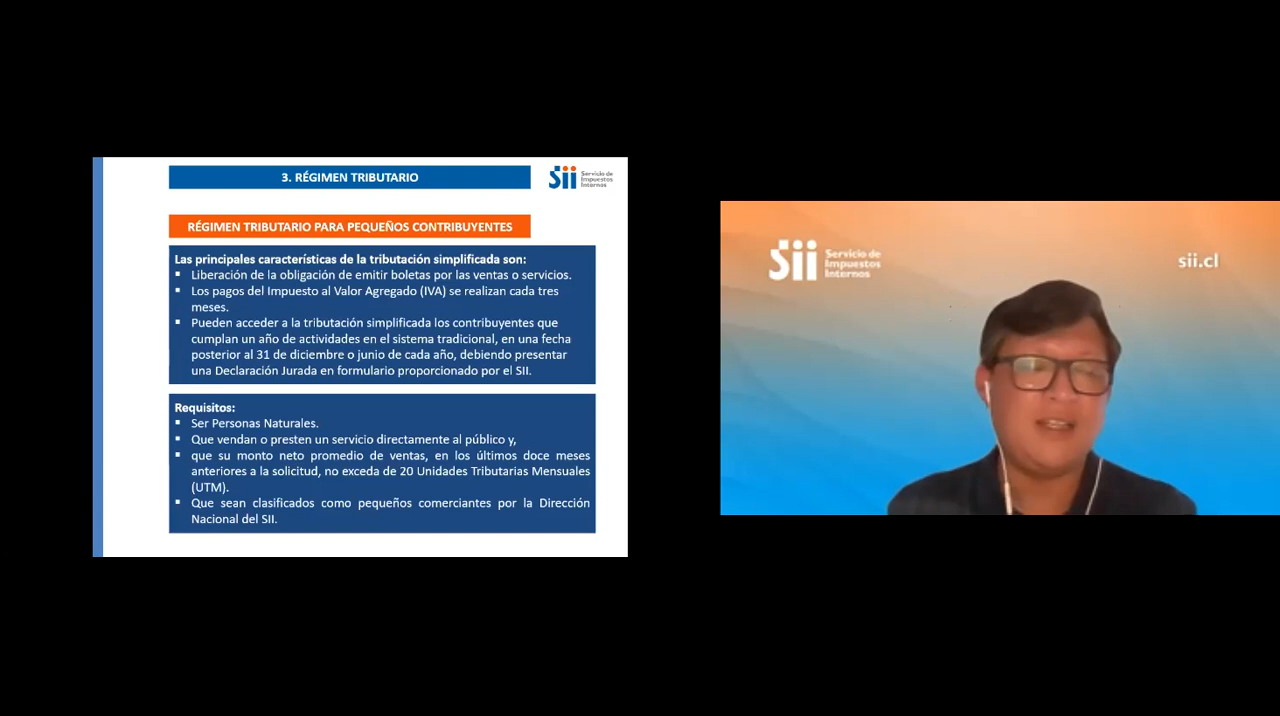 3. RÉGIMEN TRIBUTARIO
sii Servicio de
Impuestos
Internos
RÉGIMEN TRIBUTARIO PARA PEQUEÑOS CONTRIBUYENTES
Las principales características de la tributación simplificada son:
▪ Liberación de la obligación de emitir boletas por las ventas o servicios.
▪ Los pagos del Impuesto al Valor Agregado (IVA) se realizan cada tres
meses.
▪ Pueden acceder a la tributación simplificada los contribuyentes que
cumplan un año de actividades en el sistema tradicional, en una fecha
posterior al 31 de diciembre o junio de cada año, debiendo presentar
una Declaración Jurada en formulario proporcionado por el SII.
Requisitos:
▪ Ser Personas Naturales.
▪ Que vendan o presten un servicio directamente al público y,
▪ que su monto neto promedio de ventas, en los últimos doce meses
anteriores a la solicitud, no exceda de 20 Unidades Tributarias Mensuales
(UTM).
▪ Que sean clasificados como pequeños comerciantes por la Dirección
Nacional del SII.
sii Servicio de
Impuestos
Internos
sii.cl